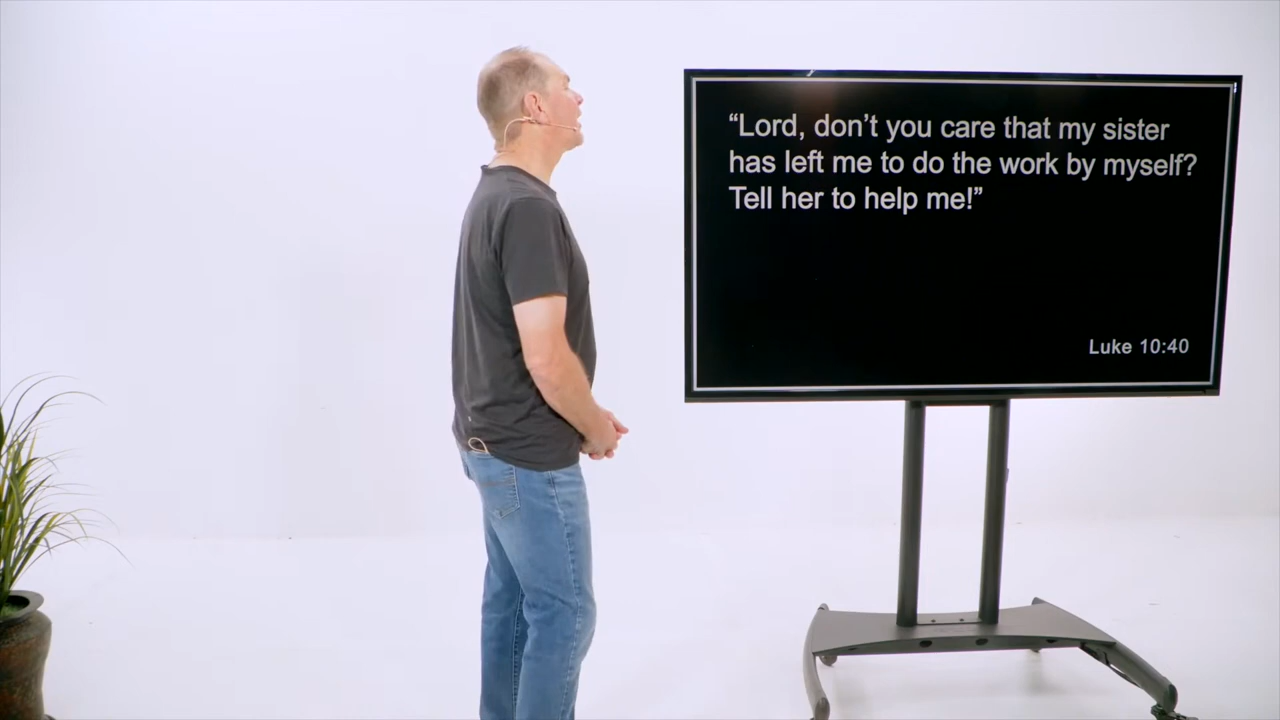 “Lord, don’t you care that my sister
has left me to do the work by myself?
Tell her to help me!”
Luke 10:40